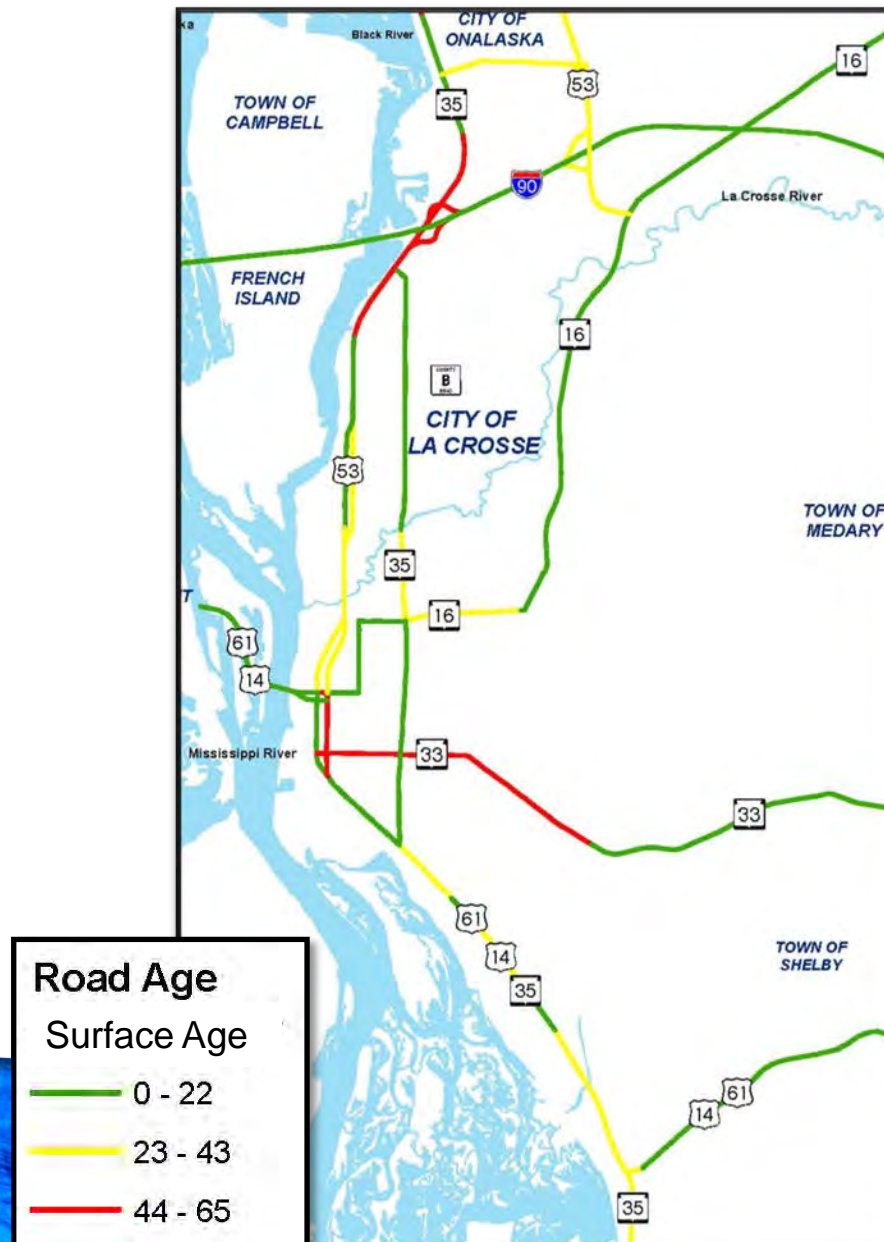 ka
Black River
CITY OF
ONALASKA
16
53
35
TOWN OF
CAMPBELL
90
La Crosse River
FRENCH
ISLAND
16
B
CITY OF
LA CROSSE
53
TOWN OF
MEDARY
35
T
16
61
14
Mississippi River
33
33
61
14
35
TOWN OF
SHELBY
61
14
35
Road Age
Surface Age
0 - 22
23 - 43
44 - 65